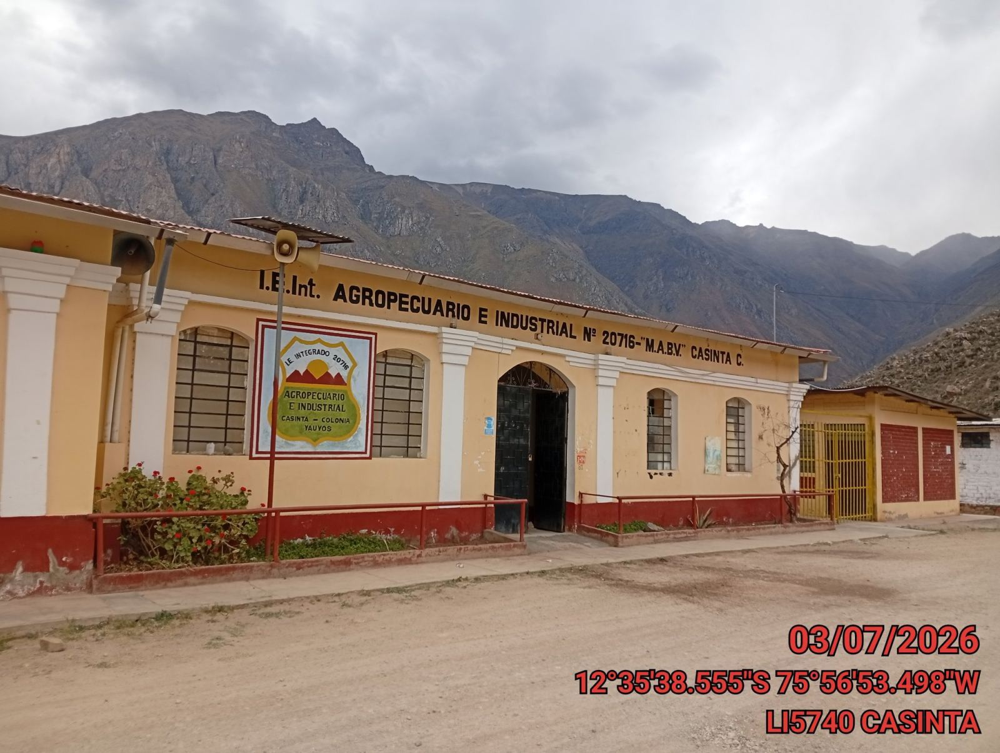 I.E.Int. AGROPECUARIO E INDUSTRIAL Nº 20716-"M.A.B.V." CASINTA C.
I.E. INTEGRADO 20716
AGROPECUARIO
E INDUSTRIAL
CASINTA - COLONIA
YAUYOS
81
03/07/2026
12°35'38.555"S 75°56'53.498"W
LI5740 CASINTA